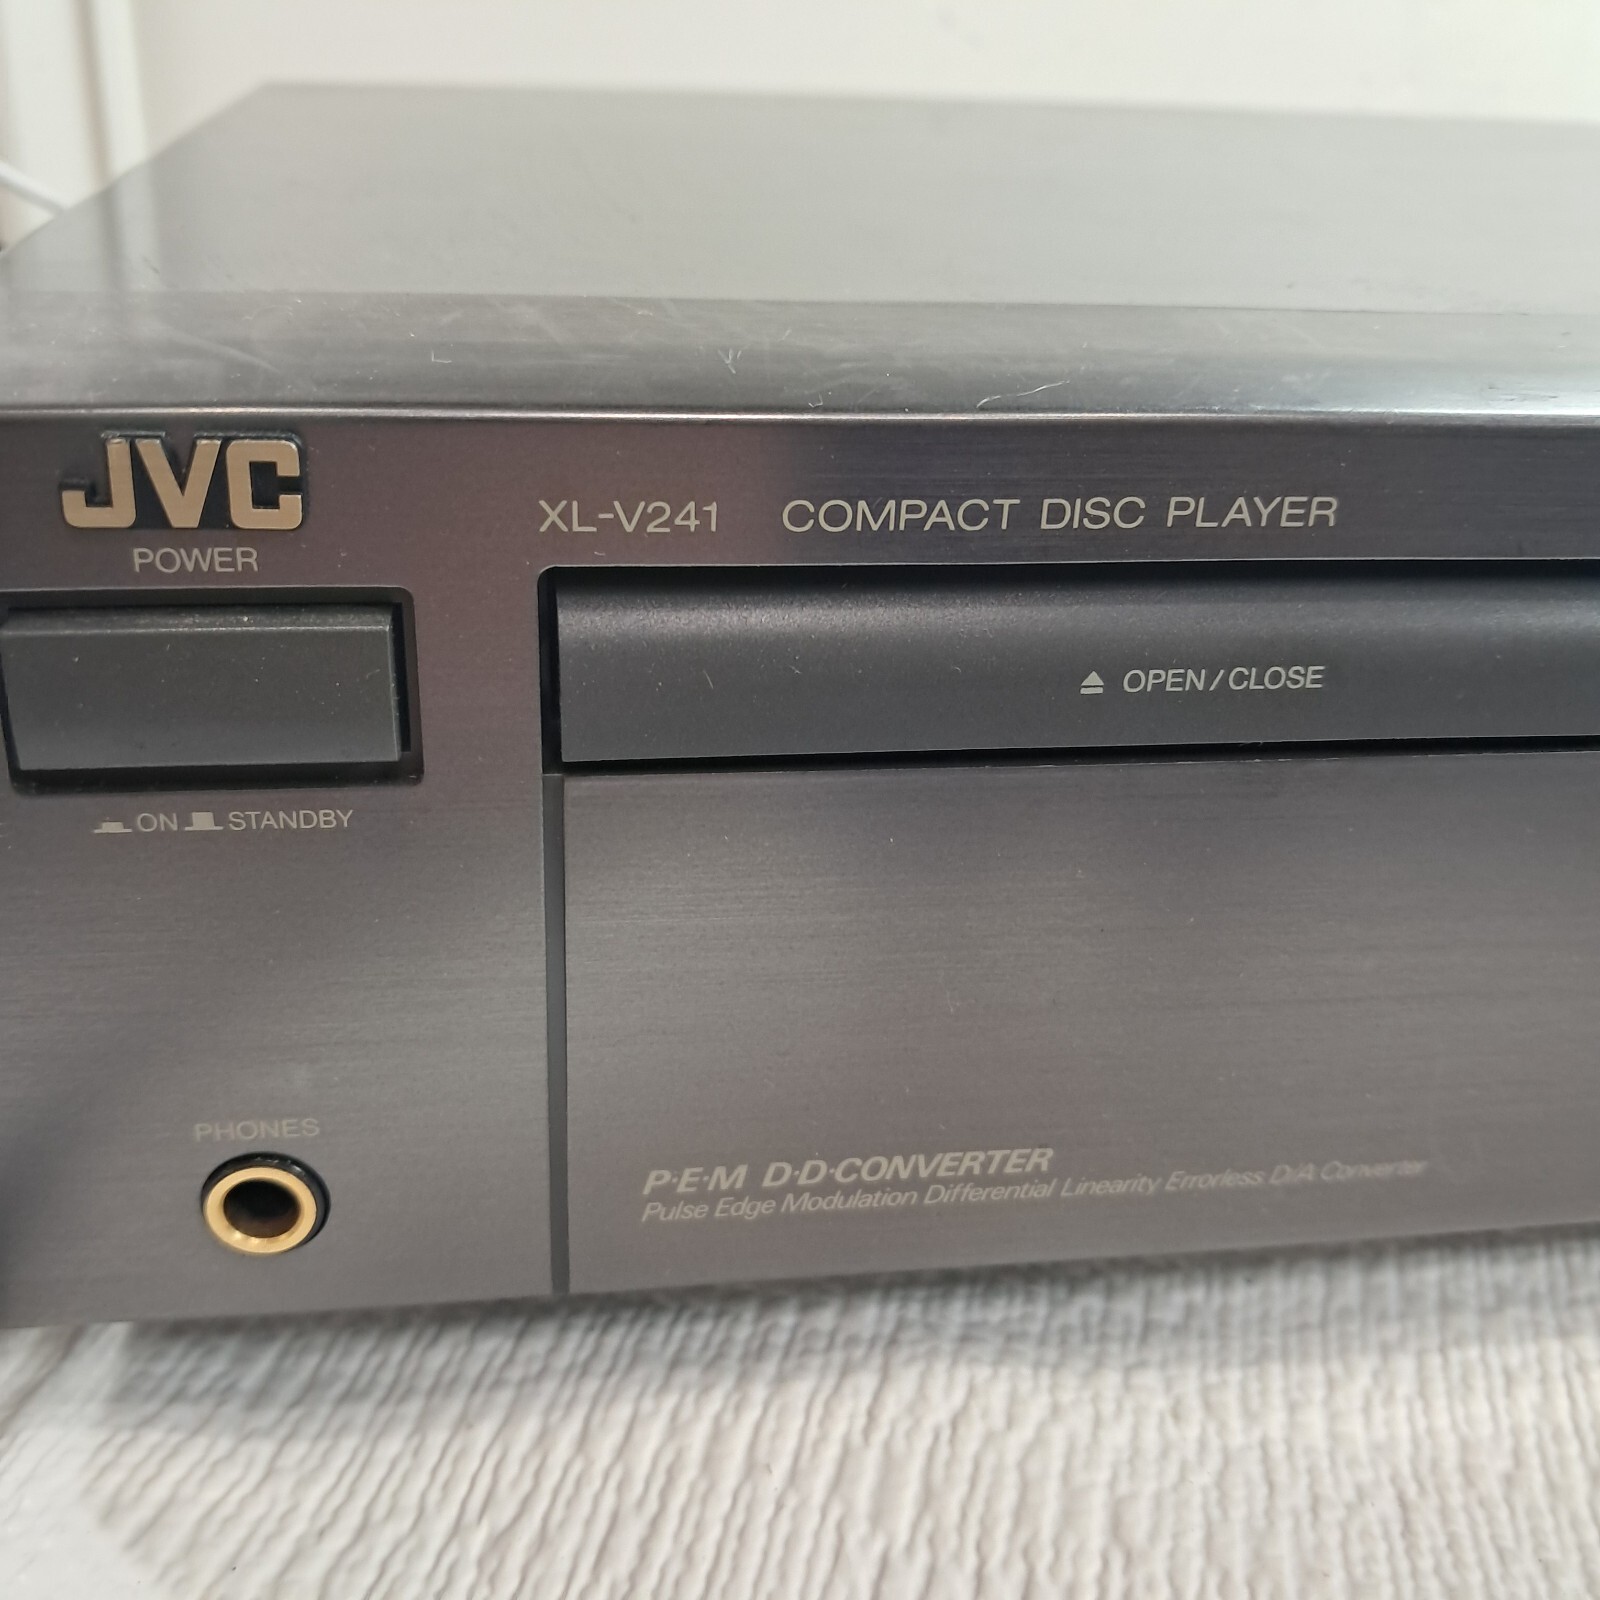 JVC
POWER
XL-V241 COMPACT DISC PLAYER
OPEN/CLOSE
ON STANDBY
PHONES
P·E·M D·D·CONVERTER
Pulse Edge Modulation Differential Linearity Errorless D/A Converter